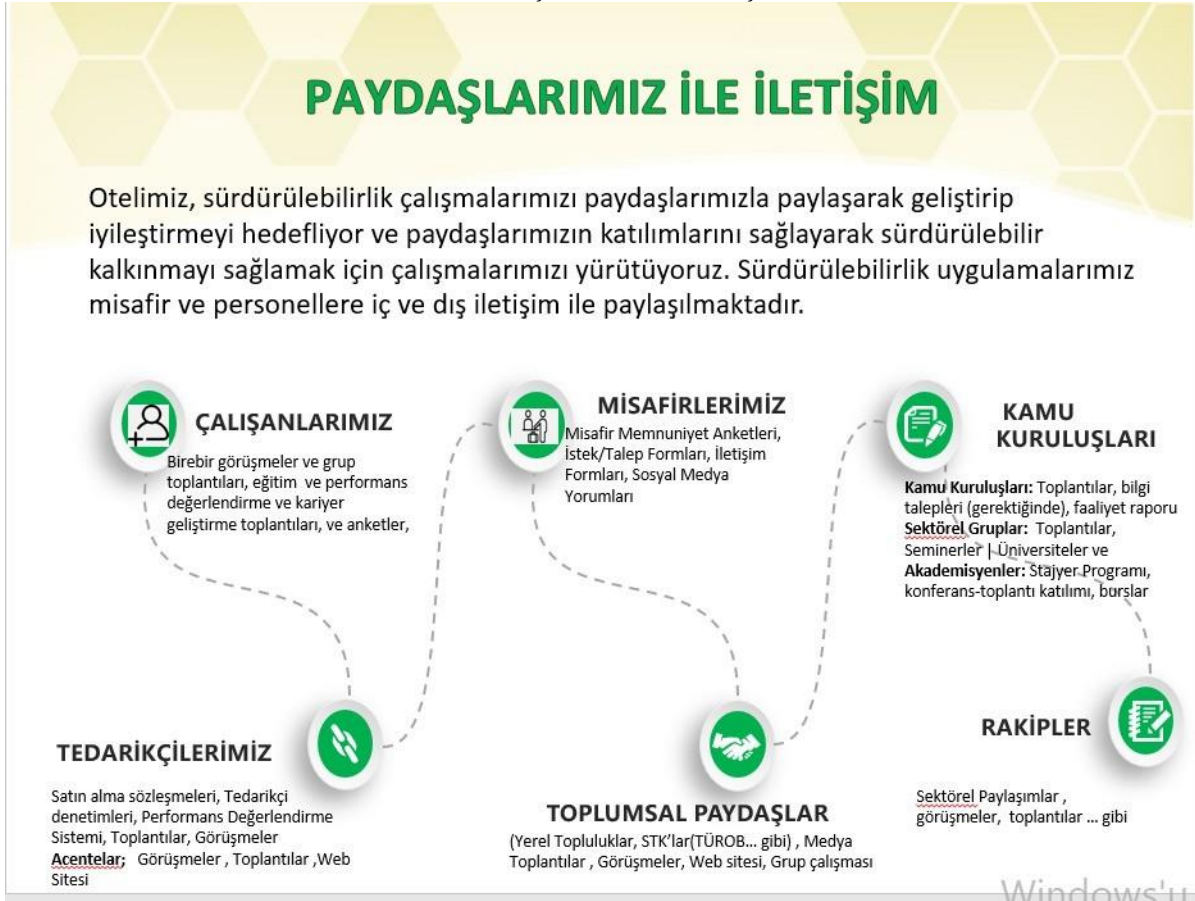 PAYDAŞLARIMIZ İLE İLETİŞİM
Otelimiz, sürdürülebilirlik çalışmalarımızı paydaşlarımızla paylaşarak geliştirip
iyileştirmeyi hedefliyor ve paydaşlarımızın katılımlarını sağlayarak sürdürülebilir
kalkınmayı sağlamak için çalışmalarımızı yürütüyoruz. Sürdürülebilirlik uygulamalarımız
misafir ve personellere iç ve dış iletişim ile paylaşılmaktadır.
ÇALIŞANLARIMIZ
Birebir görüşmeler ve grup
toplantıları, eğitim ve performans
değerlendirme ve kariyer
geliştirme toplantıları, ve anketler,
MİSAFİRLERİMİZ
Misafir Memnuniyet Anketleri,
İstek/Talep Formları, İletişim
Formları, Sosyal Medya
Yorumları
KAMU
KURULUŞLARI
Kamu Kuruluşları: Toplantılar, bilgi
talepleri (gerektiğinde), faaliyet raporu
Sektörel Gruplar: Toplantılar,
Seminerler | Üniversiteler ve
Akademisyenler: Stajyer Programı,
konferans-toplantı katılımı, burslar
TEDARİKÇİLERİMİZ
Satın alma sözleşmeleri, Tedarikçi
denetimleri, Performans Değerlendirme
Sistemi, Toplantılar, Görüşmeler
Acentelar; Görüşmeler , Toplantılar ,Web
Sitesi
TOPLUMSAL PAYDAŞLAR
(Yerel Topluluklar, STK'lar(TÜROB... gibi) , Medya
Toplantılar , Görüşmeler, Web sitesi, Grup çalışması
RAKİPLER
Sektörel Paylaşımlar ,
görüşmeler, toplantılar ... gibi
Windows'u